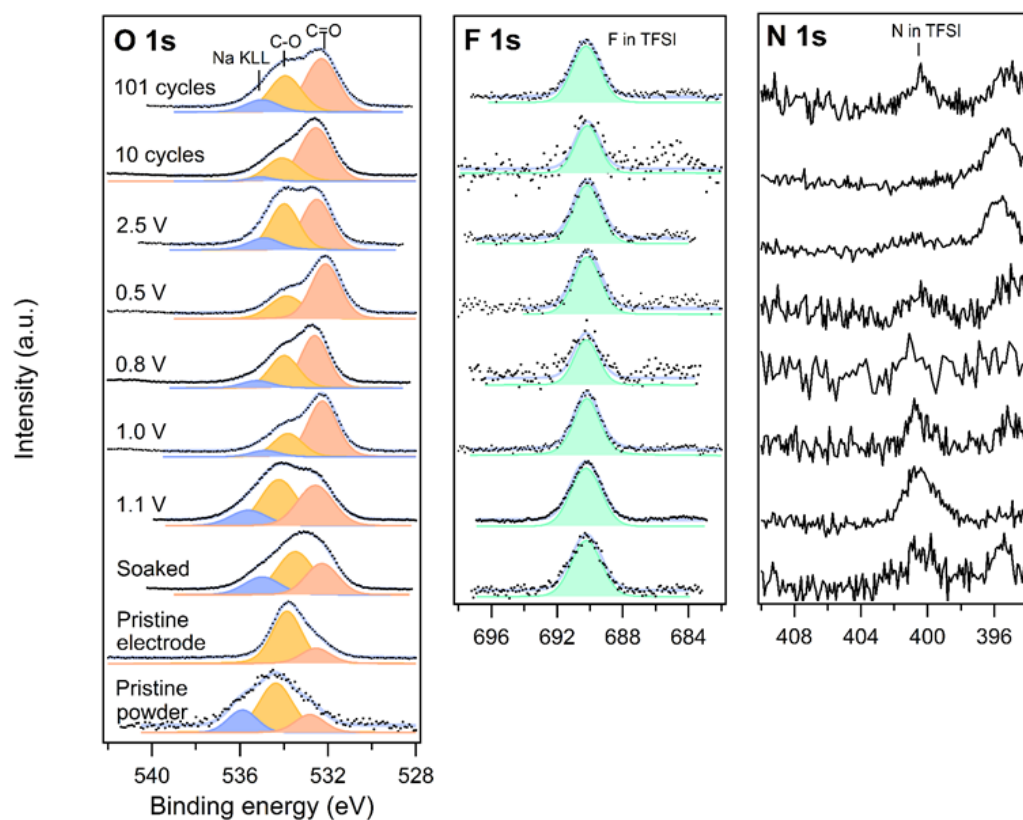 O 1s
C=O
C-O
Na KLL
101 cycles
10 cycles
2.5 V
0.5 V
0.8 V
1.0 V
1.1 V
Soaked
Pristine
electrode
Pristine
powder
540 536 532 528
Binding energy (eV)
Intensity (a.u.)
F 1s
F in TFSI
696 692 688 684
N 1s
N in TFSI
408 404 400 396